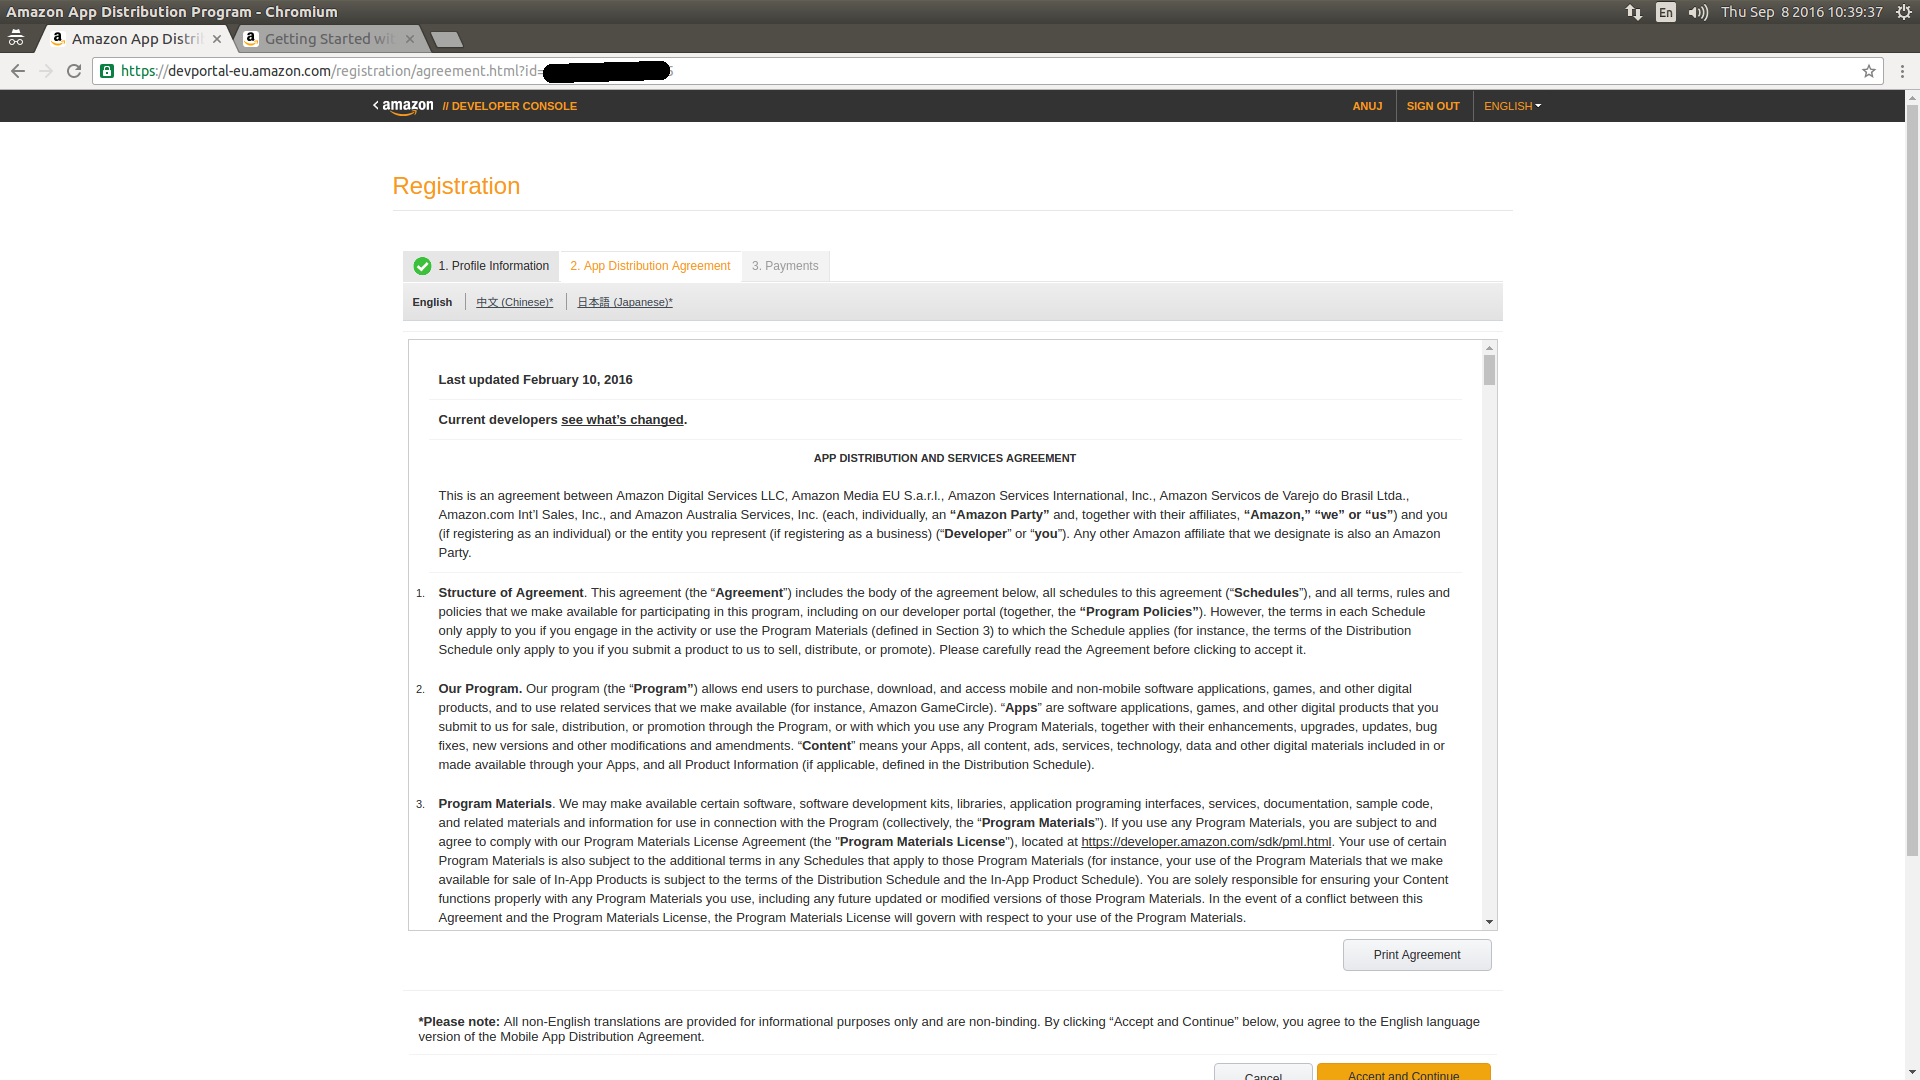 Amazon App Distribution Program - Chromium
En
Thu Sep 8 2016 10:39:37
Amazon App Distri
Getting Started wit
https://devportal-eu.amazon.com/registration/agreement.html?id=
amazon // DEVELOPER CONSOLE
ANUJ
SIGN OUT
ENGLISH
Registration
1. Profile Information
2. App Distribution Agreement
3. Payments
English
中文 (Chinese)*
日本語 (Japanese)*
Last updated February 10, 2016
Current developers see what’s changed.
APP DISTRIBUTION AND SERVICES AGREEMENT
This is an agreement between Amazon Digital Services LLC, Amazon Media EU S.a.r.l., Amazon Services International, Inc., Amazon Servicos de Varejo do Brasil Ltda.,
Amazon.com Int’l Sales, Inc., and Amazon Australia Services, Inc. (each, individually, an “Amazon Party” and, together with their affiliates, “Amazon,” “we” or “us”) and you
(if registering as an individual) or the entity you represent (if registering as a business) (“Developer” or “you”). Any other Amazon affiliate that we designate is also an Amazon
Party.
1. Structure of Agreement. This agreement (the “Agreement”) includes the body of the agreement below, all schedules to this agreement (“Schedules”), and all terms, rules and
policies that we make available for participating in this program, including on our developer portal (together, the “Program Policies”). However, the terms in each Schedule
only apply to you if you engage in the activity or use the Program Materials (defined in Section 3) to which the Schedule applies (for instance, the terms of the Distribution
Schedule only apply to you if you submit a product to us to sell, distribute, or promote). Please carefully read the Agreement before clicking to accept it.
2. Our Program. Our program (the “Program”) allows end users to purchase, download, and access mobile and non-mobile software applications, games, and other digital
products, and to use related services that we make available (for instance, Amazon GameCircle). “Apps” are software applications, games, and other digital products that you
submit to us for sale, distribution, or promotion through the Program, or with which you use any Program Materials, together with their enhancements, upgrades, updates, bug
fixes, new versions and other modifications and amendments. “Content” means your Apps, all content, ads, services, technology, data and other digital materials included in or
made available through your Apps, and all Product Information (if applicable, defined in the Distribution Schedule).
3. Program Materials. We may make available certain software, software development kits, libraries, application programing interfaces, services, documentation, sample code,
and related materials and information for use in connection with the Program (collectively, the “Program Materials”). If you use any Program Materials, you are subject to and
agree to comply with our Program Materials License Agreement (the "Program Materials License"), located at https://developer.amazon.com/sdk/pml.html. Your use of certain
Program Materials is also subject to the additional terms in any Schedules that apply to those Program Materials (for instance, your use of the Program Materials that we make
available for sale of In-App Products is subject to the terms of the Distribution Schedule and the In-App Product Schedule). You are solely responsible for ensuring your Content
functions properly with any Program Materials you use, including any future updated or modified versions of those Program Materials. In the event of a conflict between this
Agreement and the Program Materials License, the Program Materials License will govern with respect to your use of the Program Materials.
Print Agreement
*Please note: All non-English translations are provided for informational purposes only and are non-binding. By clicking “Accept and Continue” below, you agree to the English language
version of the Mobile App Distribution Agreement.
Cancel
Accept and Continue